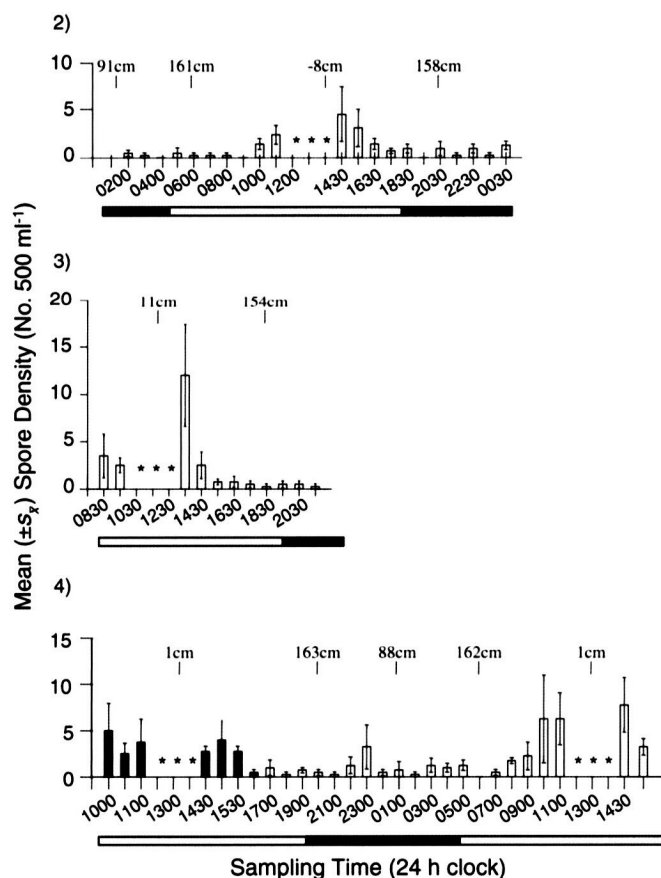 2)
91cm 161cm -8cm 158cm
10
5
0
* * *
0200 0400 0600 0800 1000 1200 1430 1630 1830 2030 2230 0030
3)
11cm 154cm
20
15
10
5
0
* * *
0830 1030 1230 1430 1630 1830 2030
4)
1cm 163cm 88cm 162cm 1cm
15
10
5
0
* * * * * *
1000 1100 1300 1430 1530 1700 1900 2100 2300 0100 0300 0500 0700 0900 1100 1300 1430
Mean (±sx̄) Spore Density (No. 500 ml⁻¹)
Sampling Time (24 h clock)